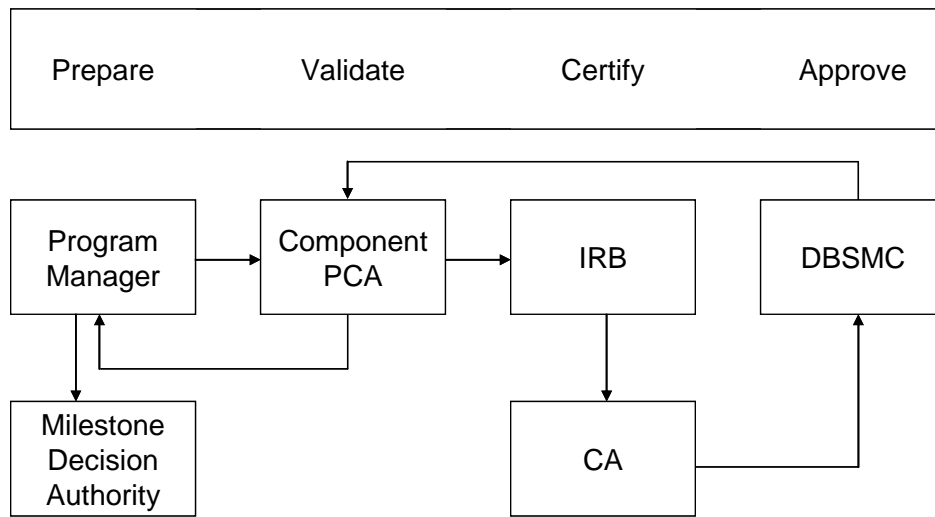 Prepare Validate Certify Approve
Program
Manager
Component
PCA
IRB
DBSMC
Milestone
Decision
Authority
CA